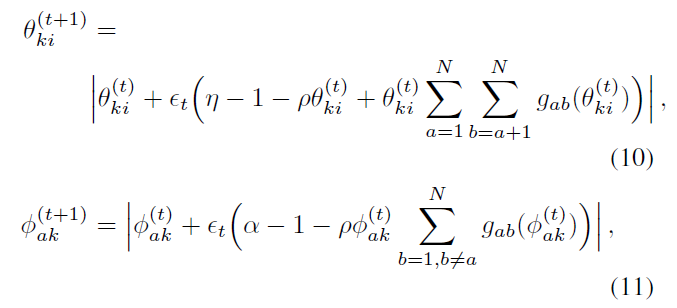 θ_{ki}^{(t+1)} =
|θ_{ki}^{(t)} + ϵ_t(η − 1 − ρθ_{ki}^{(t)} + θ_{ki}^{(t)} ∑_{a=1}^{N} ∑_{b=a+1}^{N} g_{ab}(θ_{ki}^{(t)}))|,
(10)
ϕ_{ak}^{(t+1)} = |ϕ_{ak}^{(t)} + ϵ_t(α − 1 − ρϕ_{ak}^{(t)} ∑_{b=1,b≠a}^{N} g_{ab}(ϕ_{ak}^{(t)}))|,
(11)